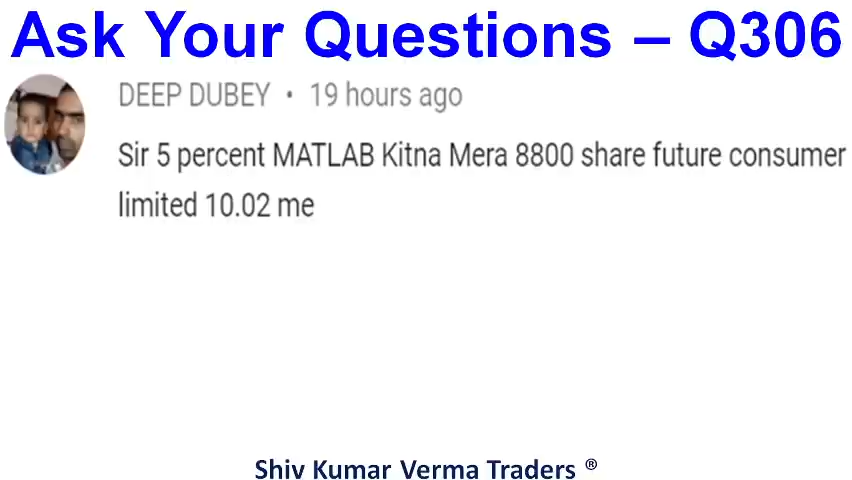 Ask Your Questions – Q306
DEEP DUBEY • 19 hours ago
Sir 5 percent MATLAB Kitna Mera 8800 share future consumer
limited 10.02 me
Shiv Kumar Verma Traders ®